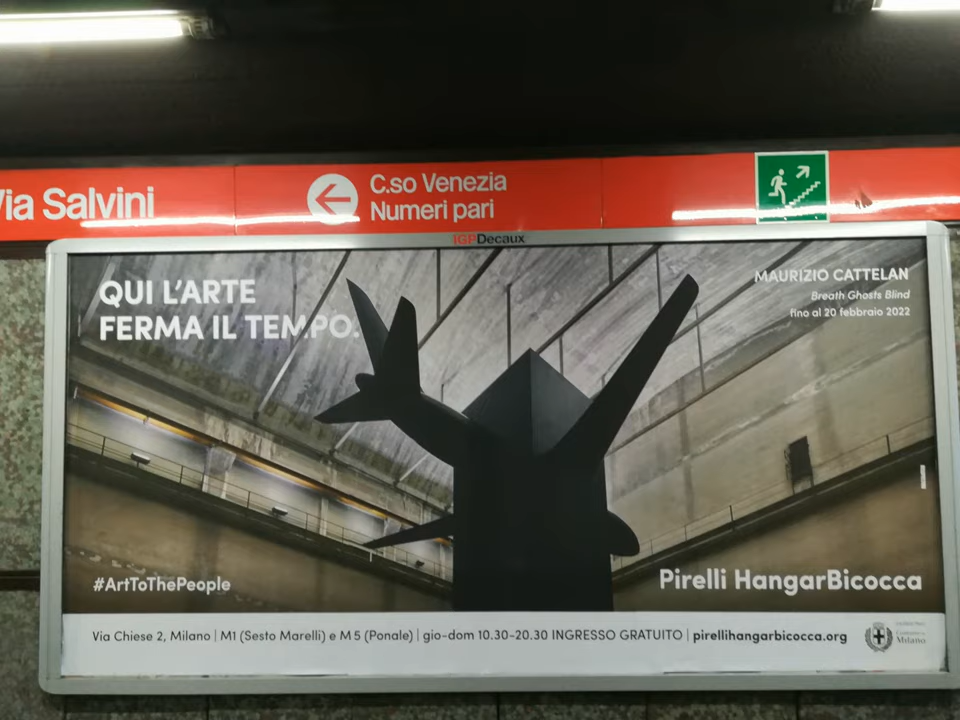 Via Salvini
C.so Venezia
Numeri pari
IGPDecaux
QUI L'ARTE
FERMA IL TEMPO.
MAURIZIO CATTELAN
Breath Ghosts Blind
fino al 20 febbraio 2022
#ArtToThePeople
Pirelli HangarBicocca
Via Chiese 2, Milano | M1 (Sesto Marelli) e M5 (Ponale) | gio-dom 10.30-20.30 INGRESSO GRATUITO | pirellihangarbicocca.org
Milano